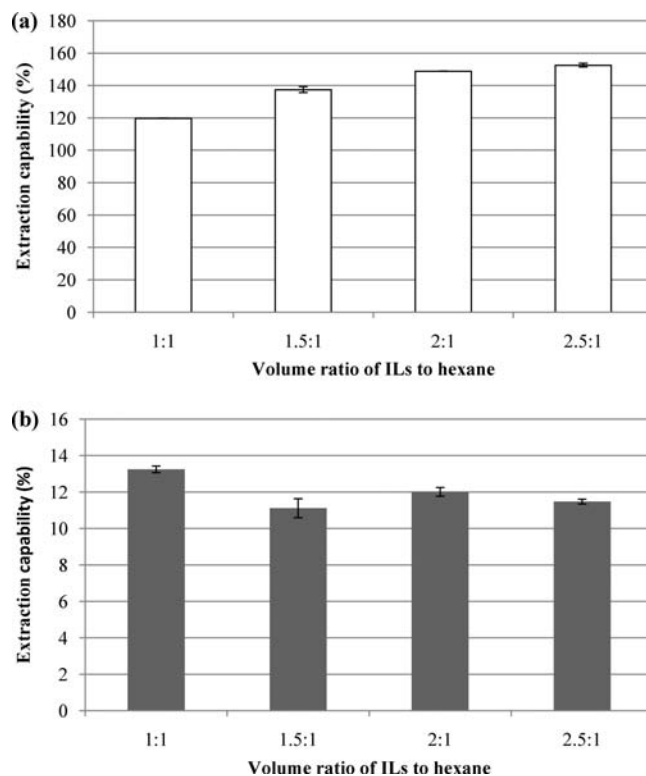 (a)
180
160
140
120
100
80
60
40
20
0
Extraction capability (%)
1:1 1.5:1 2:1 2.5:1
Volume ratio of ILs to hexane
(b)
16
14
12
10
8
6
4
2
0
Extraction capability (%)
1:1 1.5:1 2:1 2.5:1
Volume ratio of ILs to hexane